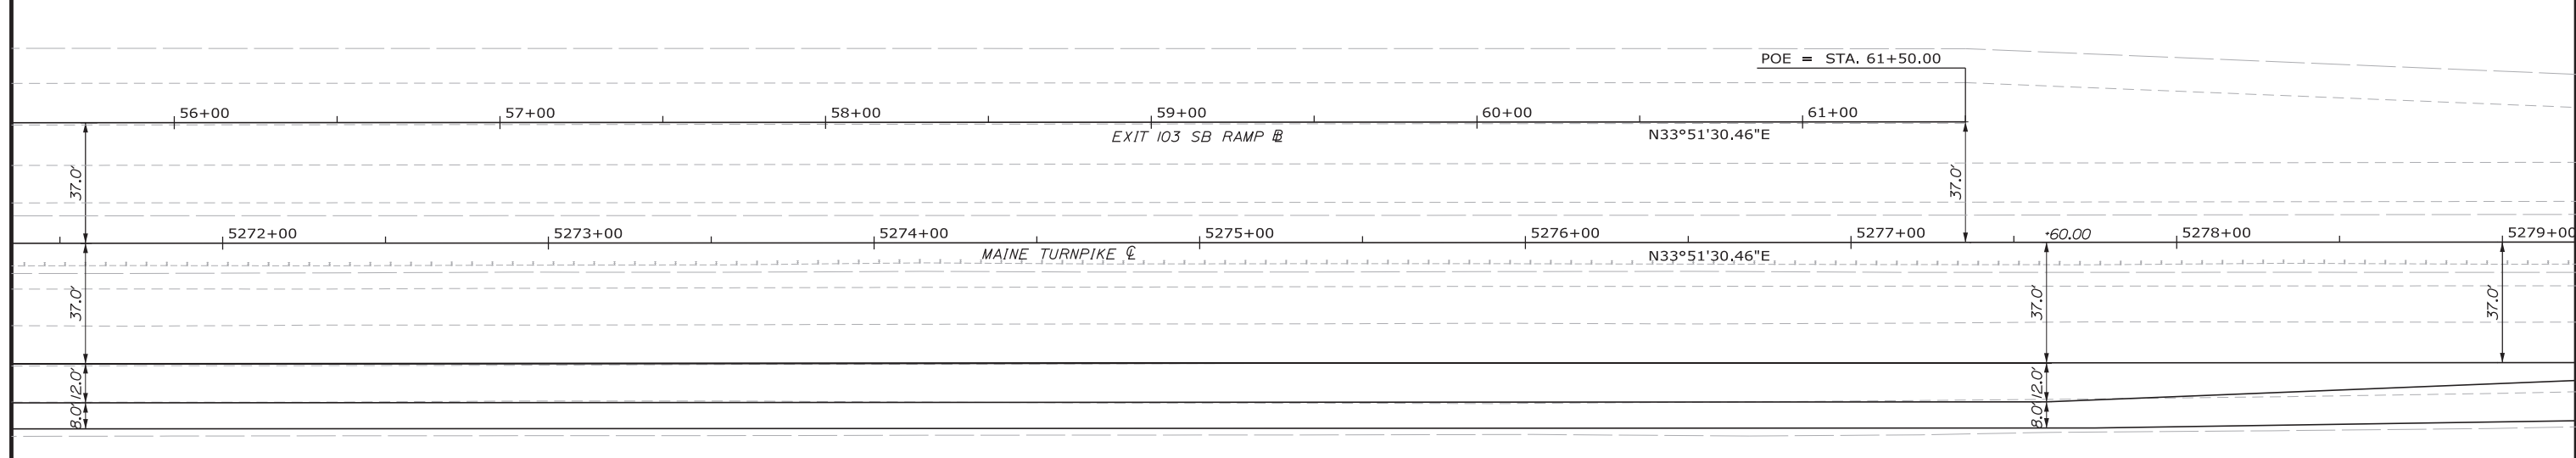 POE = STA. 61+50.00
56+00 57+00 58+00 59+00 60+00 61+00
EXIT 103 SB RAMP ␢
N33°51'30.46"E
37.0'
37.0'
5272+00 5273+00 5274+00 5275+00 5276+00 5277+00 +60.00 5278+00 5279+00
MAINE TURNPIKE ℄
N33°51'30.46"E
37.0'
37.0'
37.0'
12.0'
12.0'
8.0'
8.0'